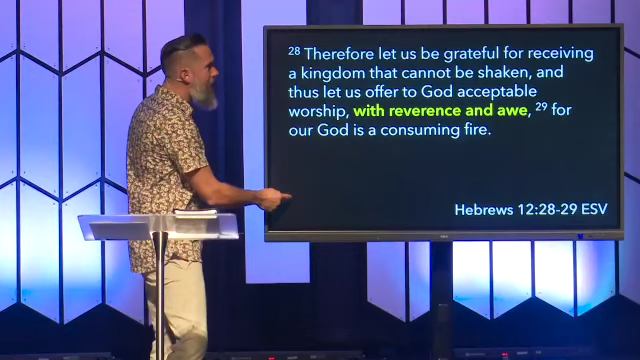 28 Therefore let us be grateful for receiving
a kingdom that cannot be shaken, and
thus let us offer to God acceptable
worship, with reverence and awe, 29 for
our God is a consuming fire.
Hebrews 12:28-29 ESV